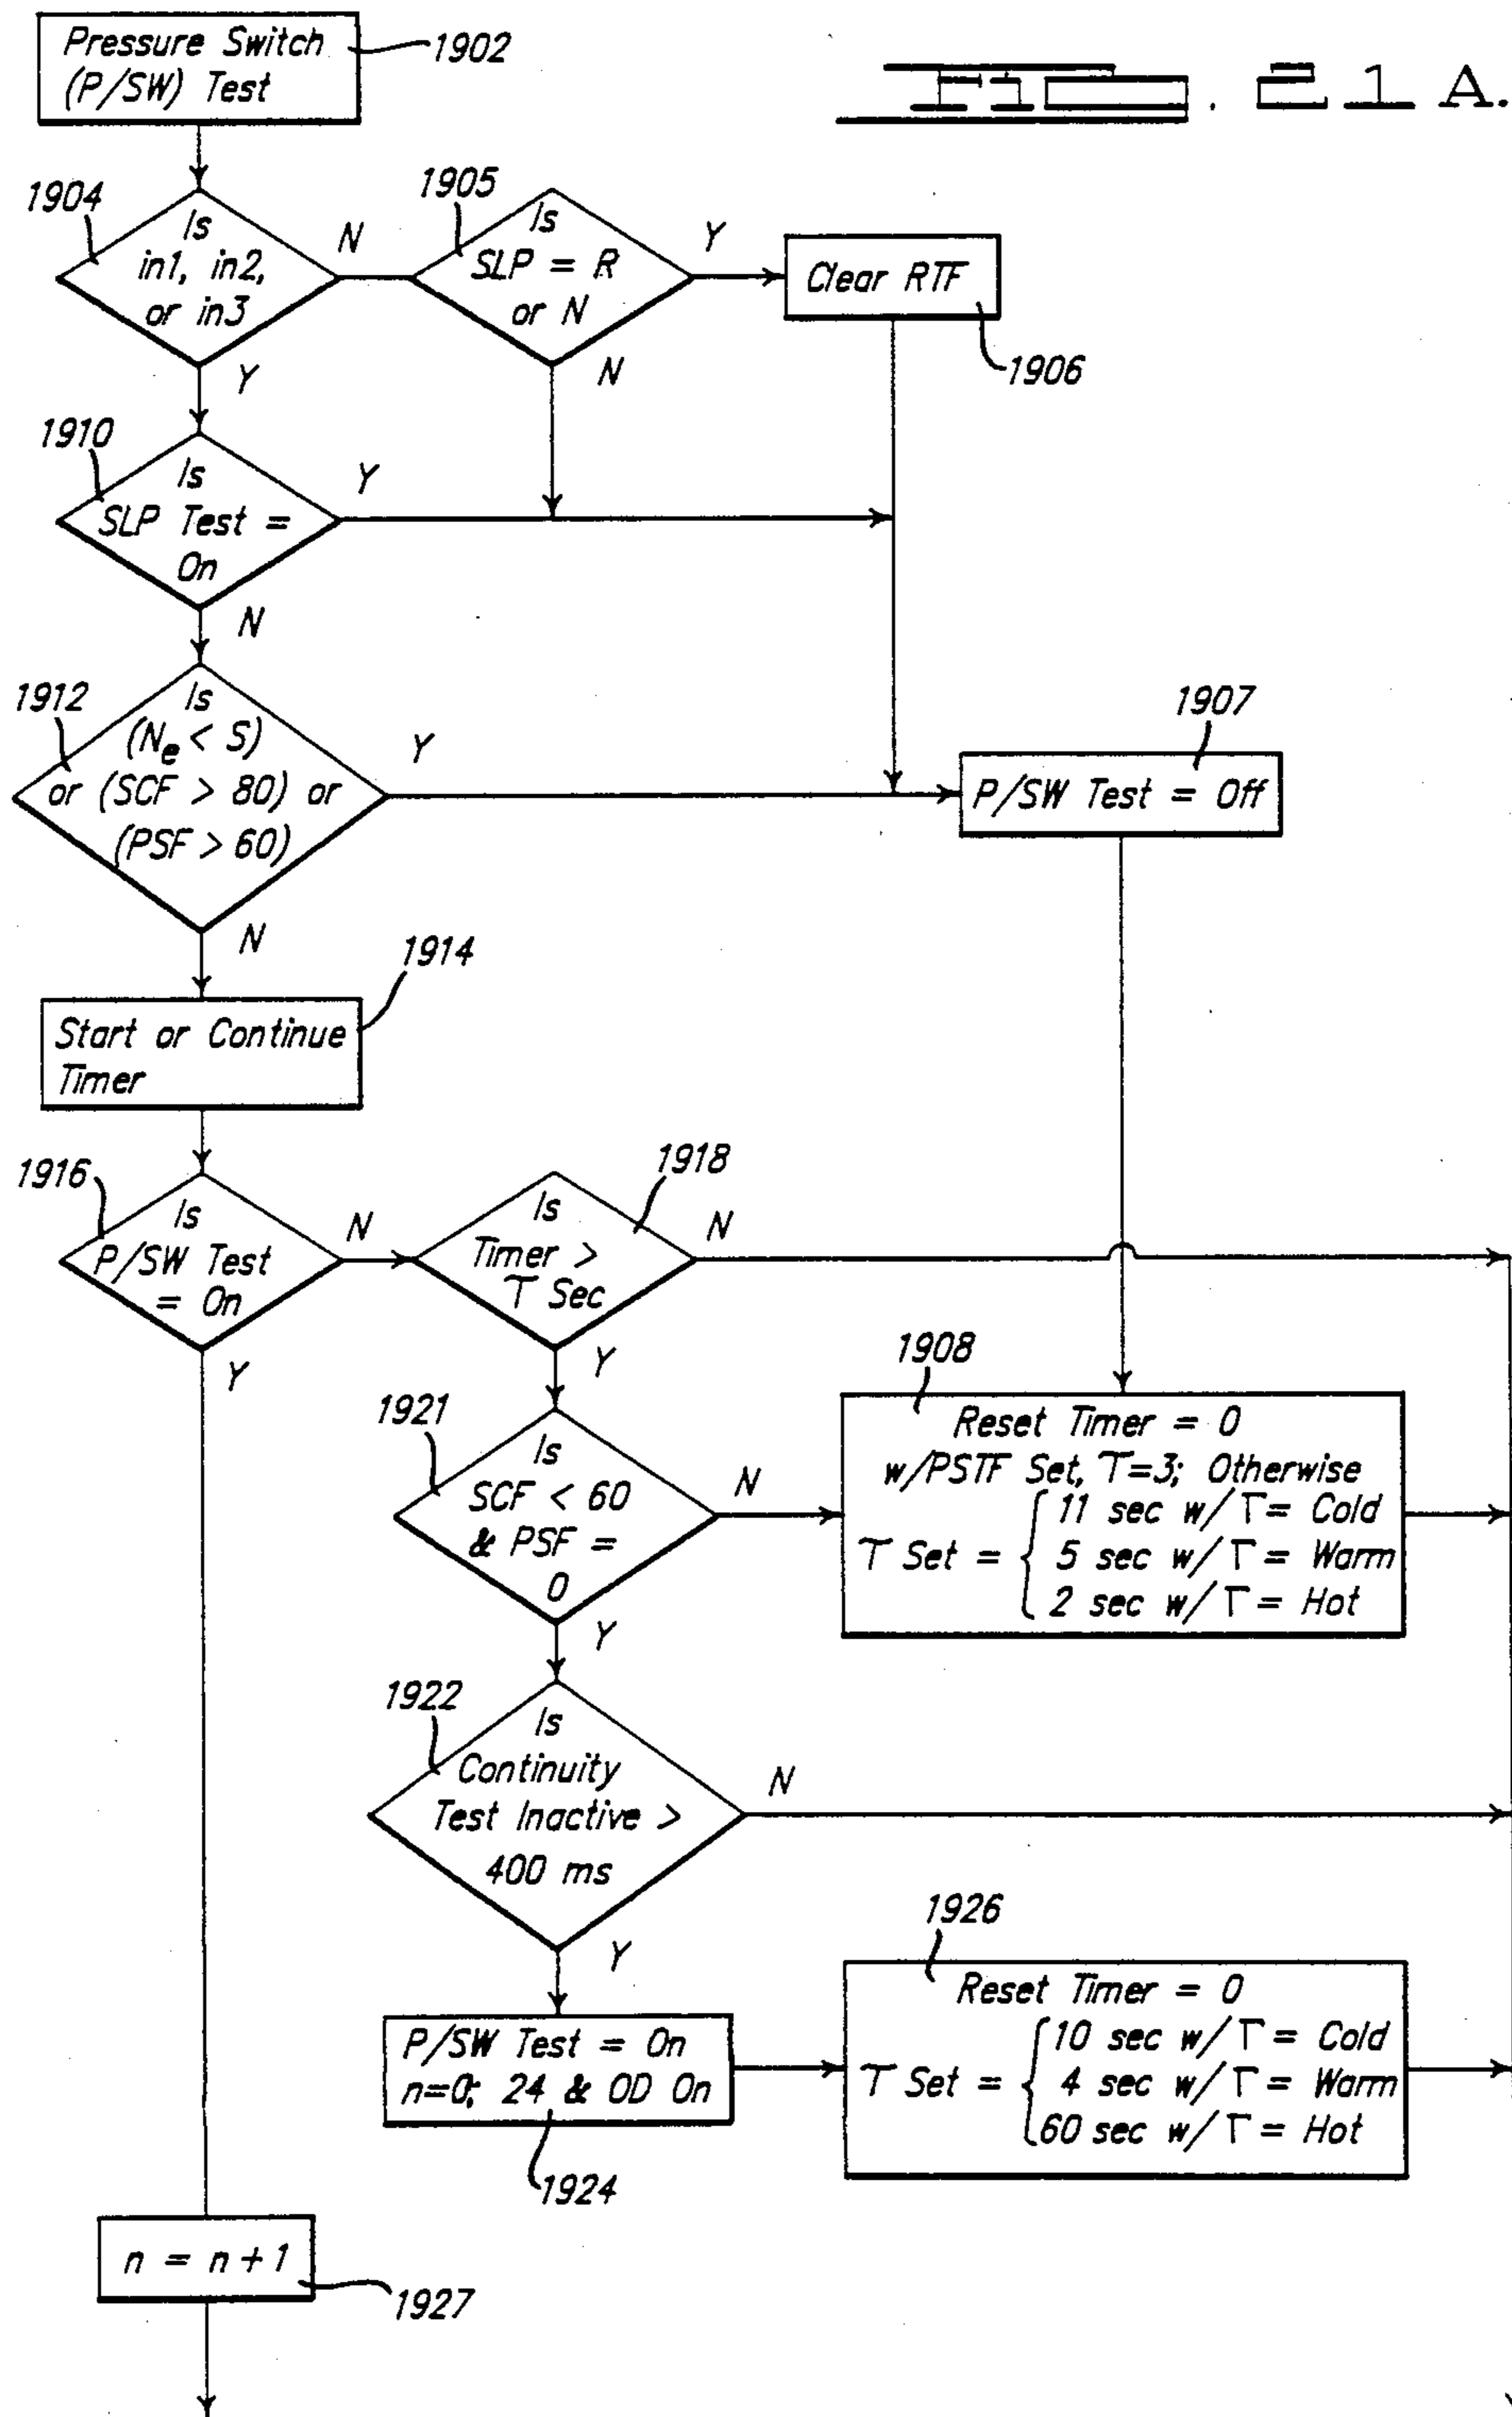 FIG. 21A.
Pressure Switch
(P/SW) Test
1902
1904
Is
in1, in2,
or in3
N
Y
1905
Is
SLP = R
or N
Y
N
Clear RTF
1906
1910
Is
SLP Test =
On
Y
N
1912
Is
(Ne < S)
or (SCF > 80) or
(PSF > 60)
Y
N
1907
P/SW Test = Off
1914
Start or Continue
Timer
1916
Is
P/SW Test
= On
N
Y
1918
Is
Timer >
τ Sec
N
Y
1908
Reset Timer = 0
w/PSTF Set, τ=3; Otherwise
τ Set = { 11 sec w/ T = Cold
5 sec w/ T = Warm
2 sec w/ T = Hot
1921
Is
SCF < 60
& PSF =
0
N
Y
1922
Is
Continuity
Test Inactive >
400 ms
N
Y
1924
P/SW Test = On
n=0; 24 & OD On
1926
Reset Timer = 0
τ Set = { 10 sec w/ T = Cold
4 sec w/ T = Warm
60 sec w/ T = Hot
n = n+1
1927